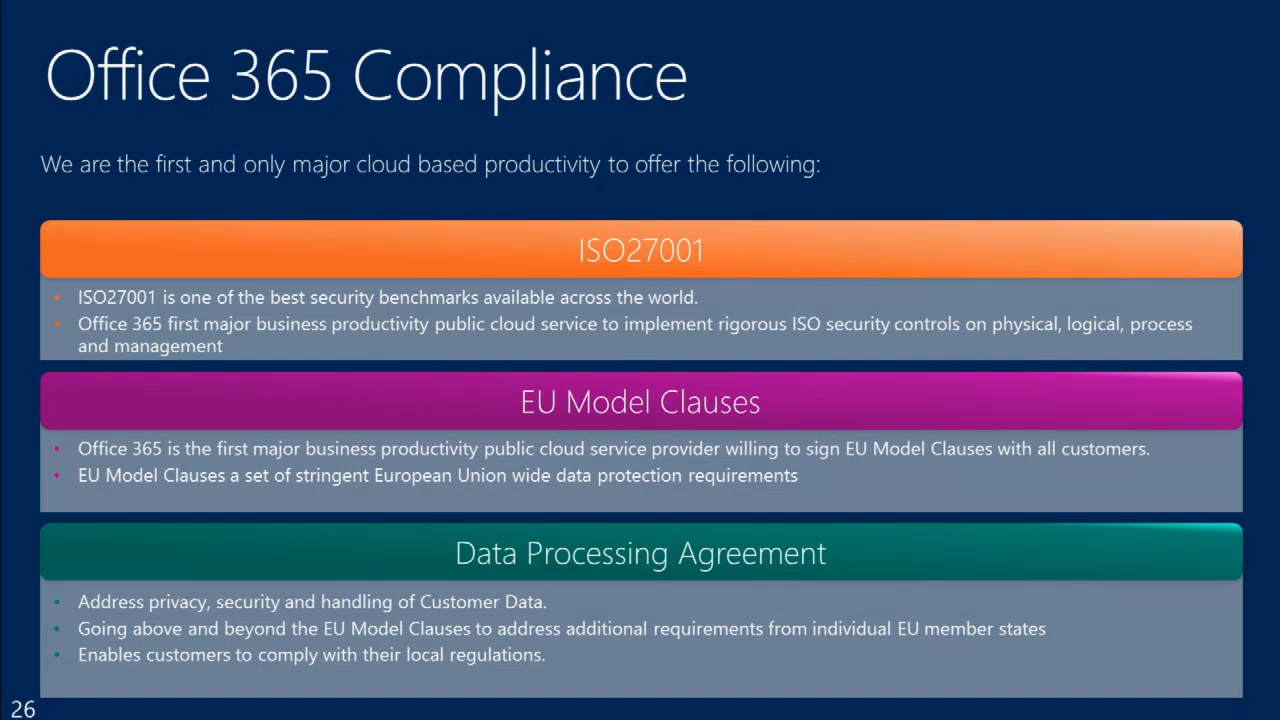 Office 365 Compliance
We are the first and only major cloud based productivity to offer the following:
ISO27001
• ISO27001 is one of the best security benchmarks available across the world.
• Office 365 first major business productivity public cloud service to implement rigorous ISO security controls on physical, logical, process
and management
EU Model Clauses
• Office 365 is the first major business productivity public cloud service provider willing to sign EU Model Clauses with all customers.
• EU Model Clauses a set of stringent European Union wide data protection requirements
Data Processing Agreement
• Address privacy, security and handling of Customer Data.
• Going above and beyond the EU Model Clauses to address additional requirements from individual EU member states
• Enables customers to comply with their local regulations.
26